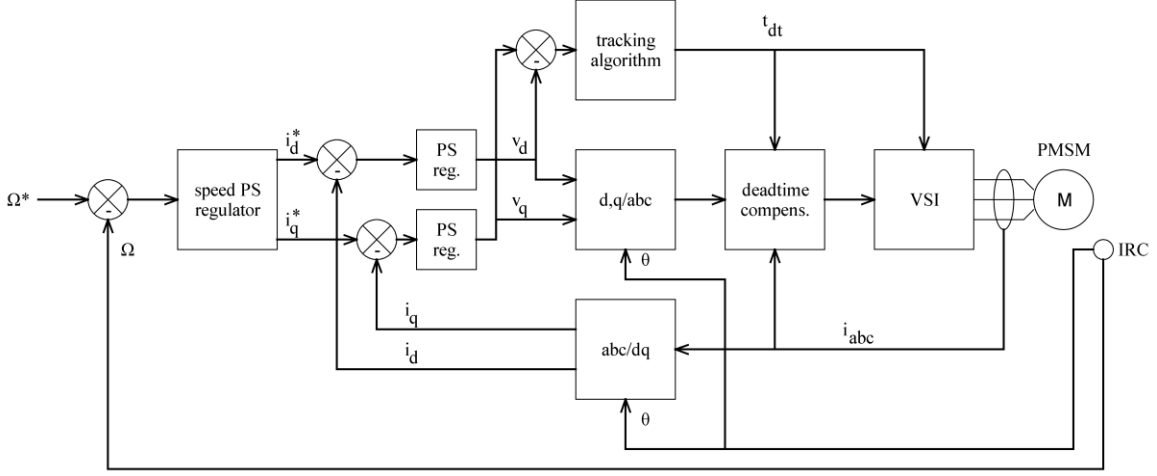 t_dt
tracking
algorithm
PMSM
i_d^*
v_d
PS
reg.
Ω*
-
speed PS
regulator
-
-
d,q/abc
deadtime
compens.
VSI
M
i_q^*
v_q
PS
reg.
-
-
Ω
θ
IRC
i_q
i_abc
i_d
abc/dq
θ